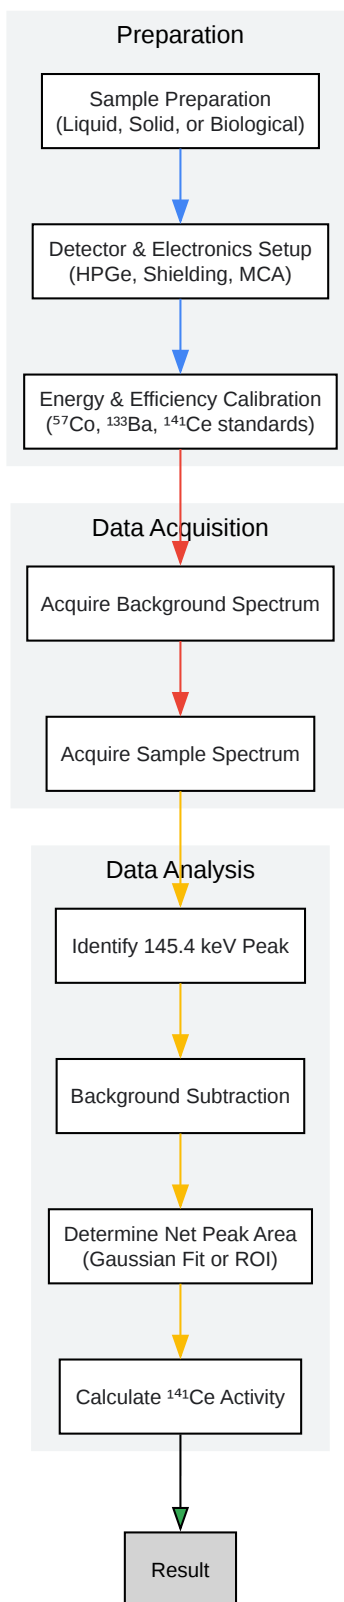 Preparation
Sample Preparation
(Liquid, Solid, or Biological)
Detector & Electronics Setup
(HPGe, Shielding, MCA)
Energy & Efficiency Calibration
(⁵⁷Co, ¹³³Ba, ¹⁴¹Ce standards)
Data Acquisition
Acquire Background Spectrum
Acquire Sample Spectrum
Data Analysis
Identify 145.4 keV Peak
Background Subtraction
Determine Net Peak Area
(Gaussian Fit or ROI)
Calculate ¹⁴¹Ce Activity
Result